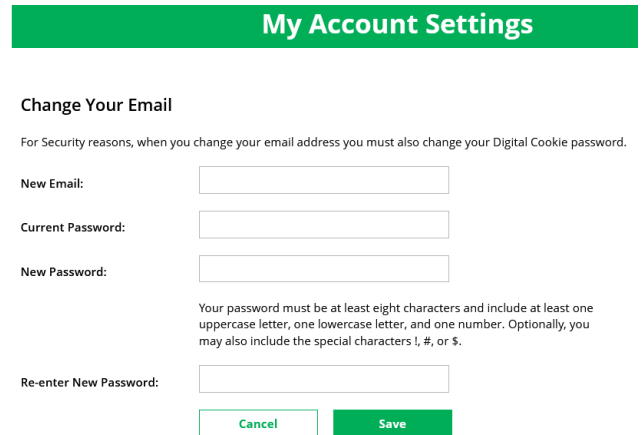 My Account Settings
Change Your Email
For Security reasons, when you change your email address you must also change your Digital Cookie password.
New Email:
Current Password:
New Password:
Your password must be at least eight characters and include at least one
uppercase letter, one lowercase letter, and one number. Optionally, you
may also include the special characters !, #, or $.
Re-enter New Password:
Cancel Save